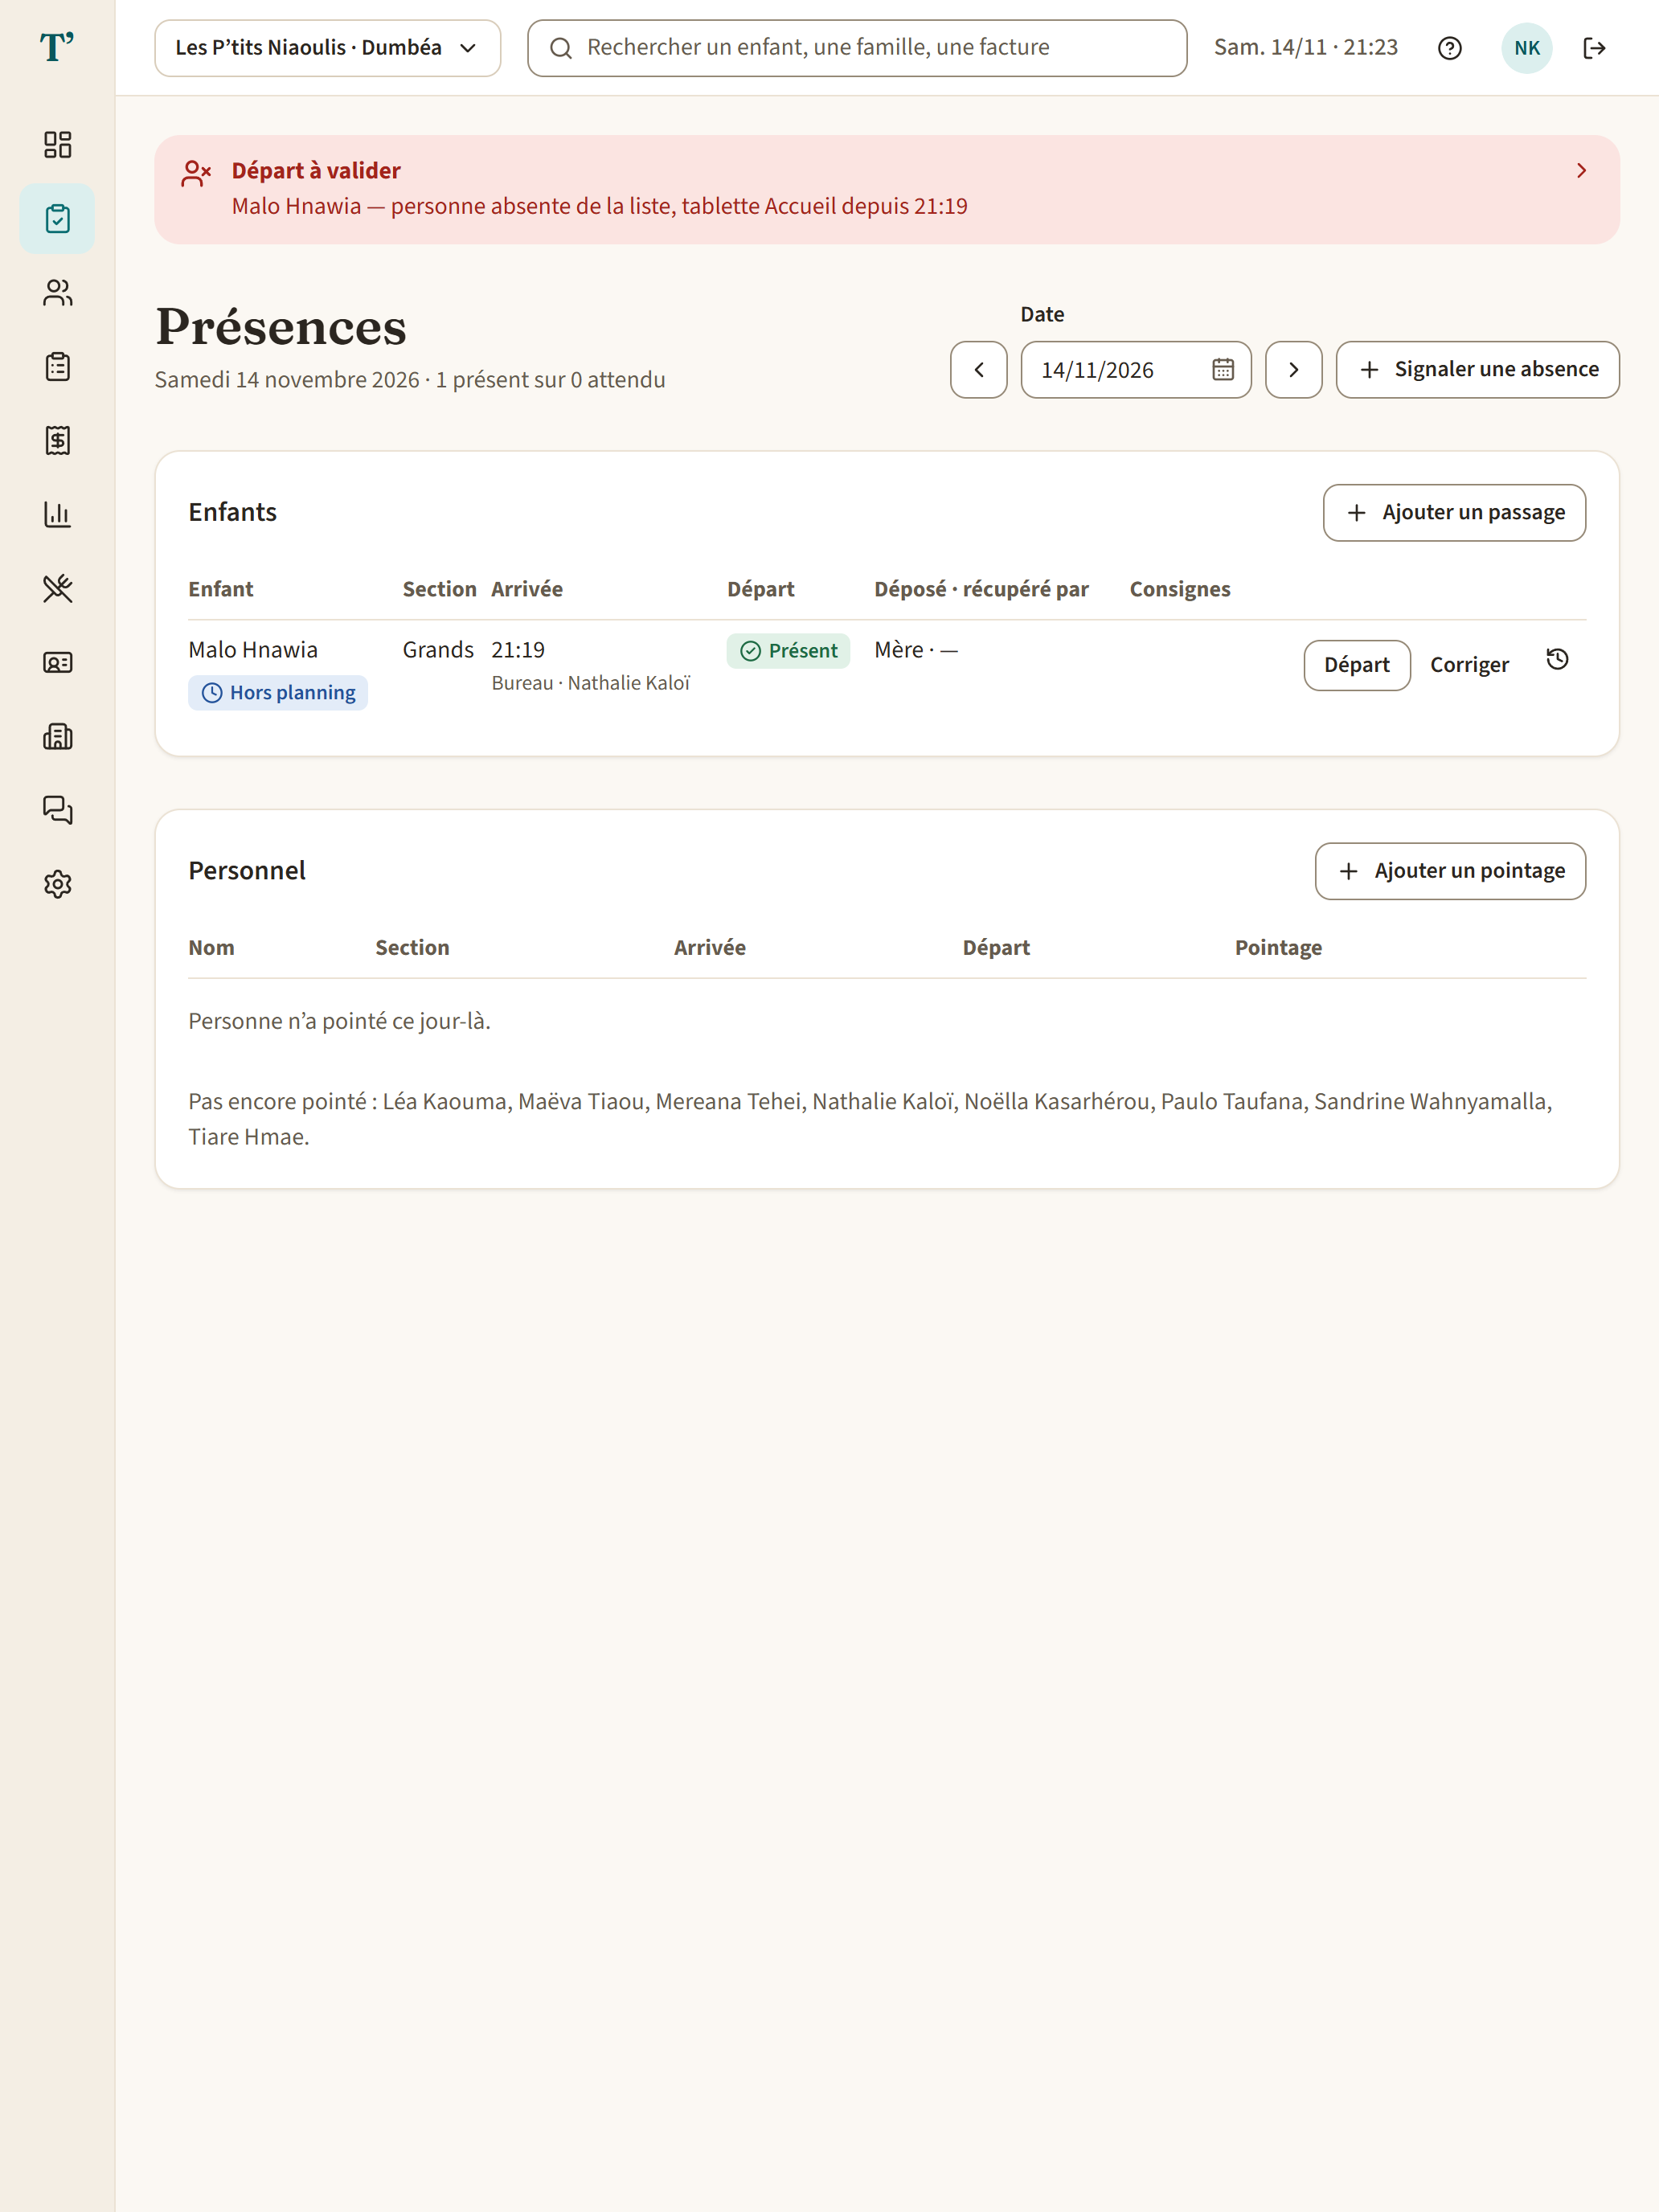 T’
Les P’tits Niaoulis · Dumbéa
Rechercher un enfant, une famille, une facture
Sam. 14/11 · 21:23
NK
Départ à valider
Malo Hnawia — personne absente de la liste, tablette Accueil depuis 21:19
Présences
Samedi 14 novembre 2026 · 1 présent sur 0 attendu
Date
14/11/2026
Signaler une absence
Enfants
Ajouter un passage
Enfant Section Arrivée Départ Déposé · récupéré par Consignes
Malo Hnawia Grands 21:19 Présent Mère · —
Hors planning Bureau · Nathalie Kaloï
Départ Corriger
Personnel
Ajouter un pointage
Nom Section Arrivée Départ Pointage
Personne n’a pointé ce jour-là.
Pas encore pointé : Léa Kaouma, Maëva Tiaou, Mereana Tehei, Nathalie Kaloï, Noëlla Kasarhérou, Paulo Taufana, Sandrine Wahnyamalla,
Tiare Hmae.